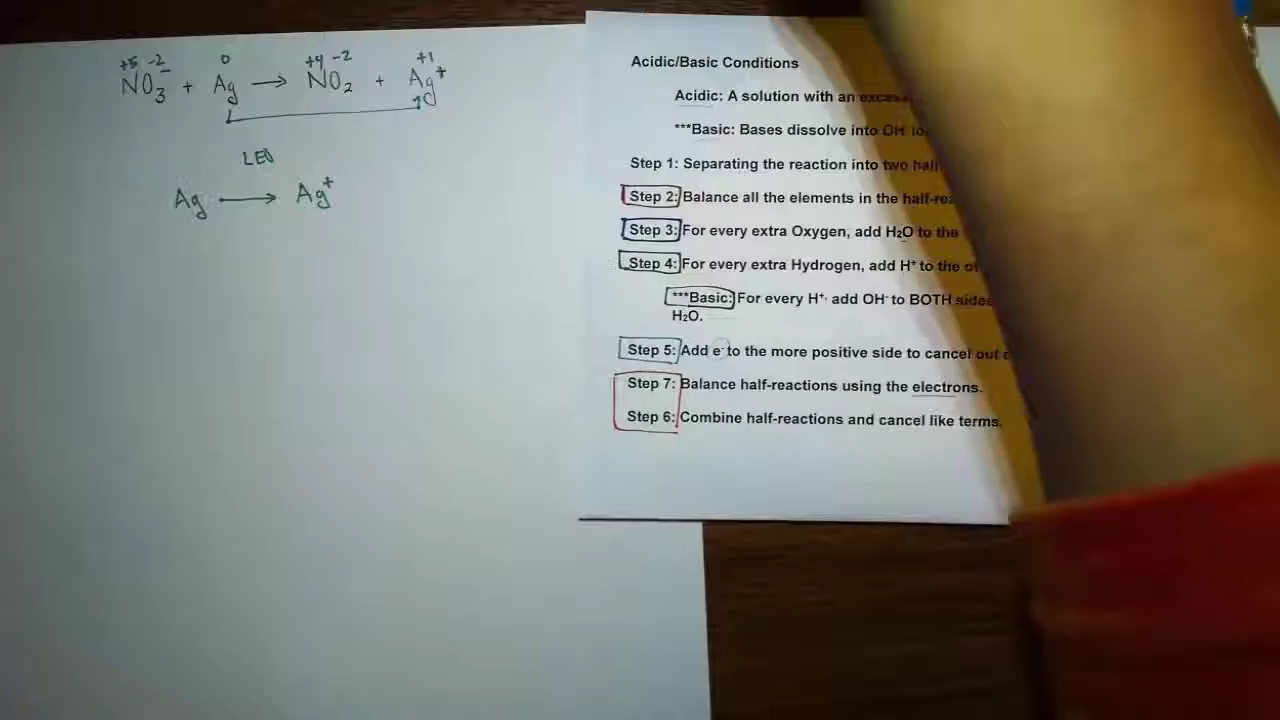 +5 -2 0 +4 -2 +1
NO₃⁻ + Ag → NO₂ + Ag⁺
LEO
Ag → Ag⁺
Acidic/Basic Conditions
Acidic: A solution with an
***Basic: Bases dissolve into OH⁻
Step 1: Separating the reaction into two
Step 2: Balance all the elements in the
Step 3: For every extra Oxygen, add H₂O to the
Step 4: For every extra Hydrogen, add H⁺ to the
***Basic: For every H⁺, add OH⁻ to BOTH sides
H₂O.
Step 5: Add e⁻ to the more positive side to cancel out
Step 7: Balance half-reactions using the electrons.
Step 6: Combine half-reactions and cancel like terms.